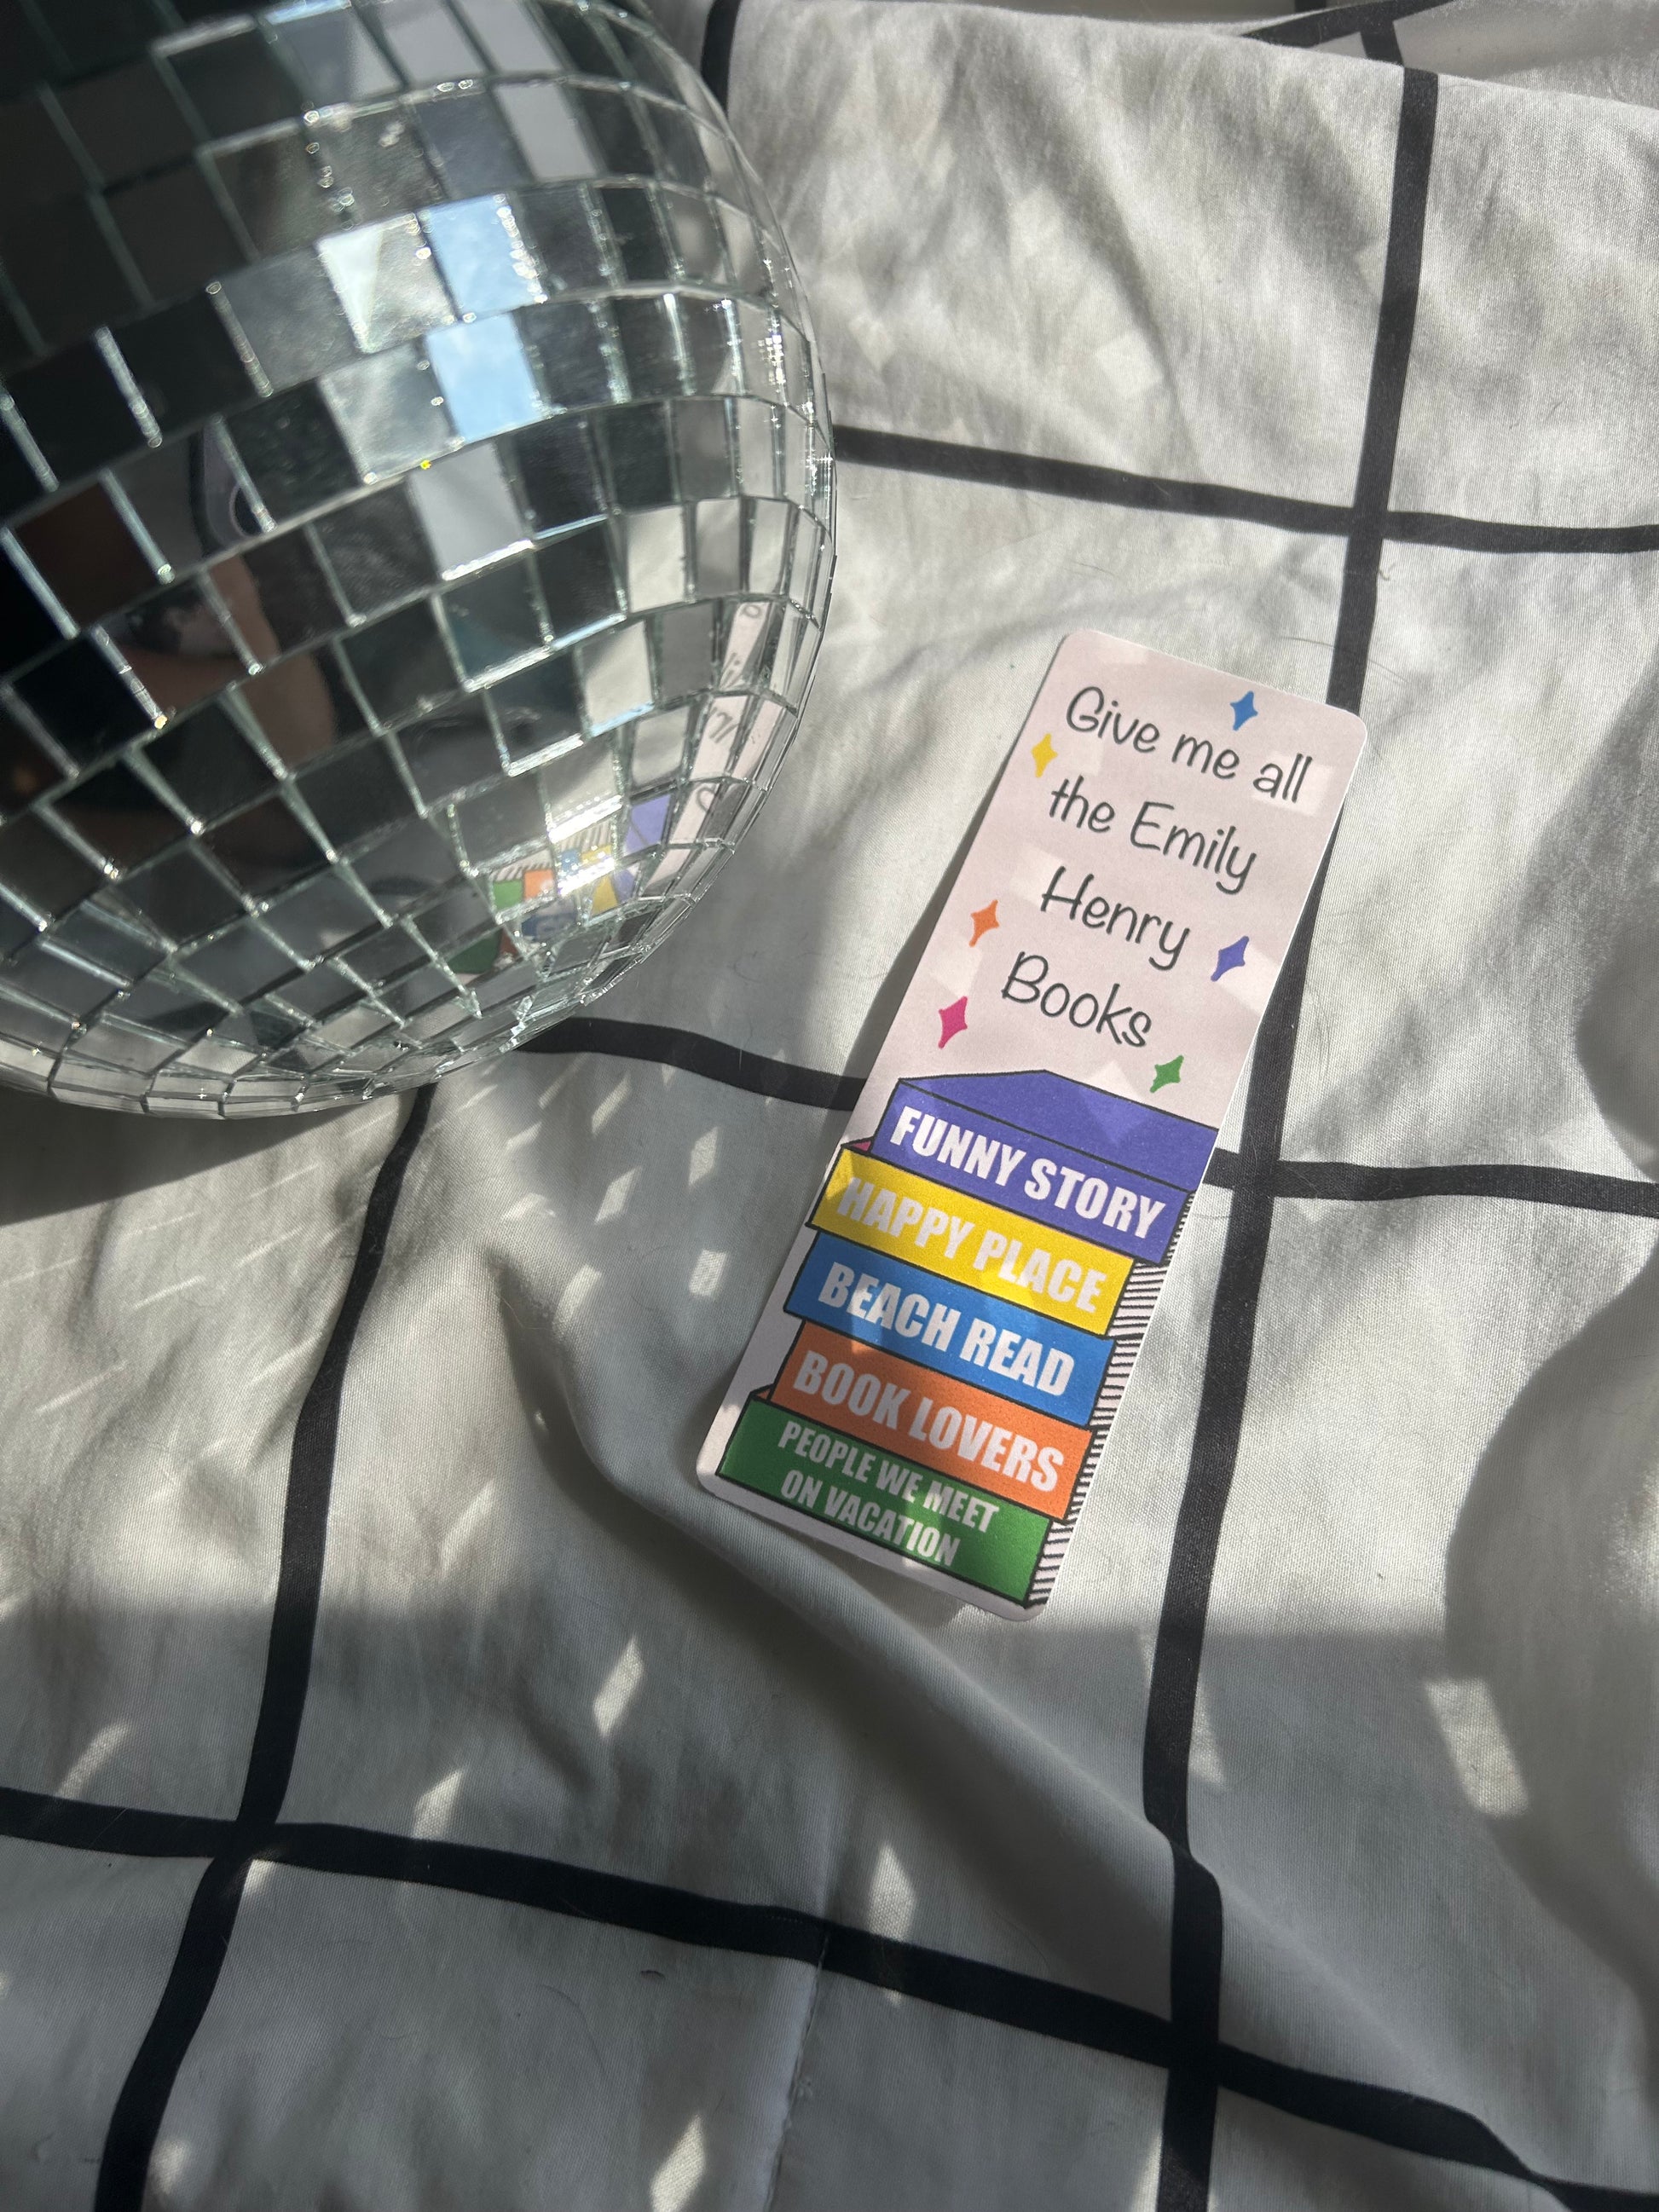 Give me all
the Emily
Henry
Books
FUNNY STORY
HAPPY PLACE
BEACH READ
BOOK LOVERS
PEOPLE WE MEET
ON VACATION